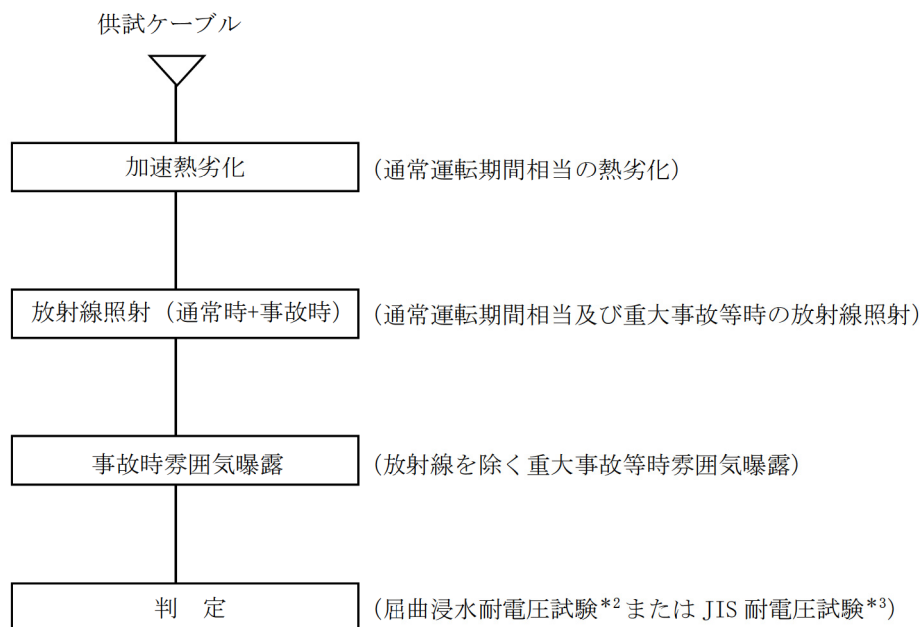 供試ケーブル
加速熱劣化 (通常運転期間相当の熱劣化)
放射線照射（通常時+事故時） (通常運転期間相当及び重大事故等時の放射線照射)
事故時雰囲気曝露 (放射線を除く重大事故等時雰囲気曝露)
判　定 (屈曲浸水耐電圧試験*2 または JIS 耐電圧試験*3)